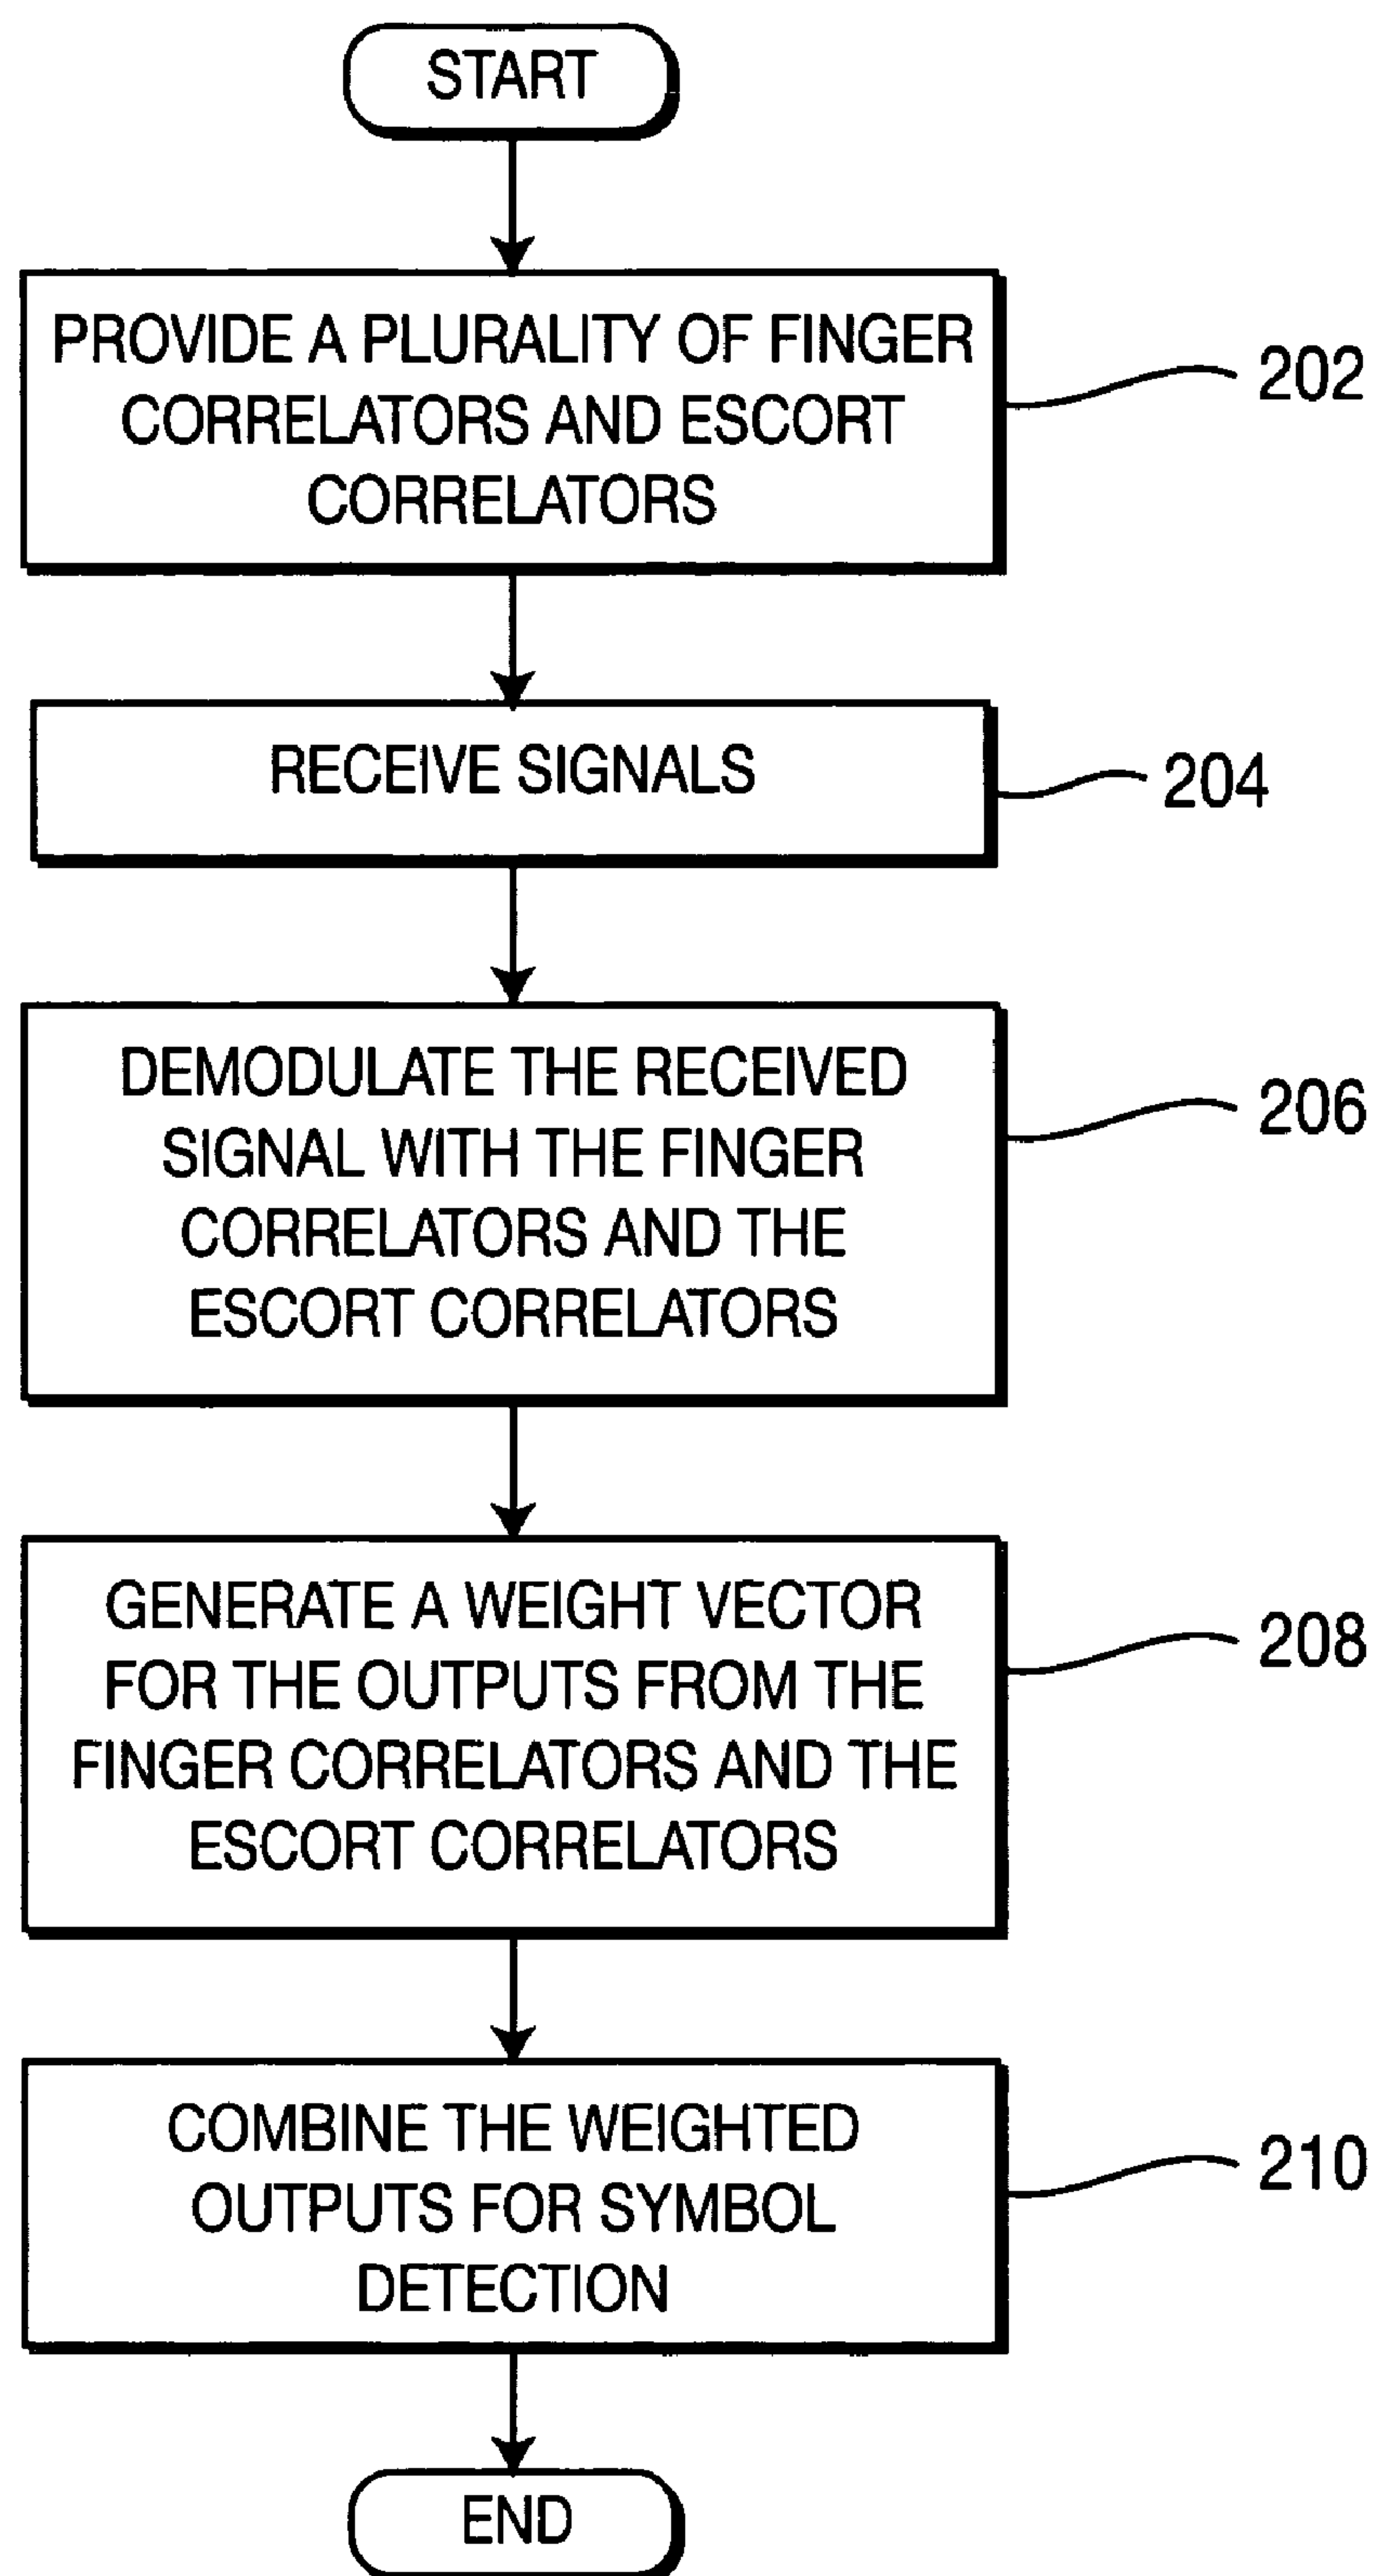 START
PROVIDE A PLURALITY OF FINGER
CORRELATORS AND ESCORT
CORRELATORS
202
RECEIVE SIGNALS
204
DEMODULATE THE RECEIVED
SIGNAL WITH THE FINGER
CORRELATORS AND THE
ESCORT CORRELATORS
206
GENERATE A WEIGHT VECTOR
FOR THE OUTPUTS FROM THE
FINGER CORRELATORS AND THE
ESCORT CORRELATORS
208
COMBINE THE WEIGHTED
OUTPUTS FOR SYMBOL
DETECTION
210
END